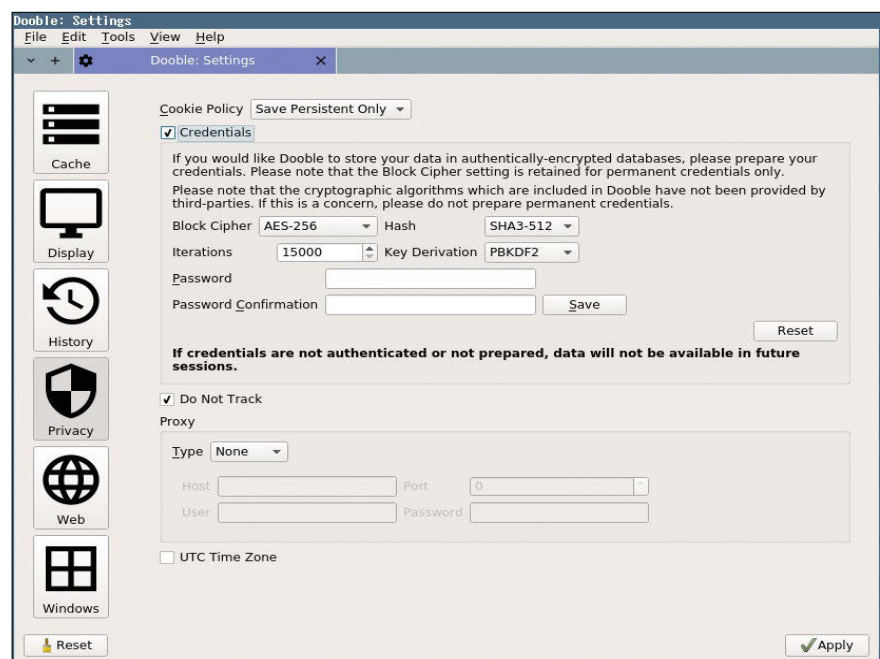 Dooble: Settings
File Edit Tools View Help
Dooble: Settings
Cache
Display
History
Privacy
Web
Windows
Cookie Policy Save Persistent Only
Credentials
If you would like Dooble to store your data in authentically-encrypted databases, please prepare your
credentials. Please note that the Block Cipher setting is retained for permanent credentials only.
Please note that the cryptographic algorithms which are included in Dooble have not been provided by
third-parties. If this is a concern, please do not prepare permanent credentials.
Block Cipher AES-256 Hash SHA3-512
Iterations 15000 Key Derivation PBKDF2
Password
Password Confirmation Save
Reset
If credentials are not authenticated or not prepared, data will not be available in future
sessions.
Do Not Track
Proxy
Type None
Host Port 0
User Password
UTC Time Zone
Reset Apply